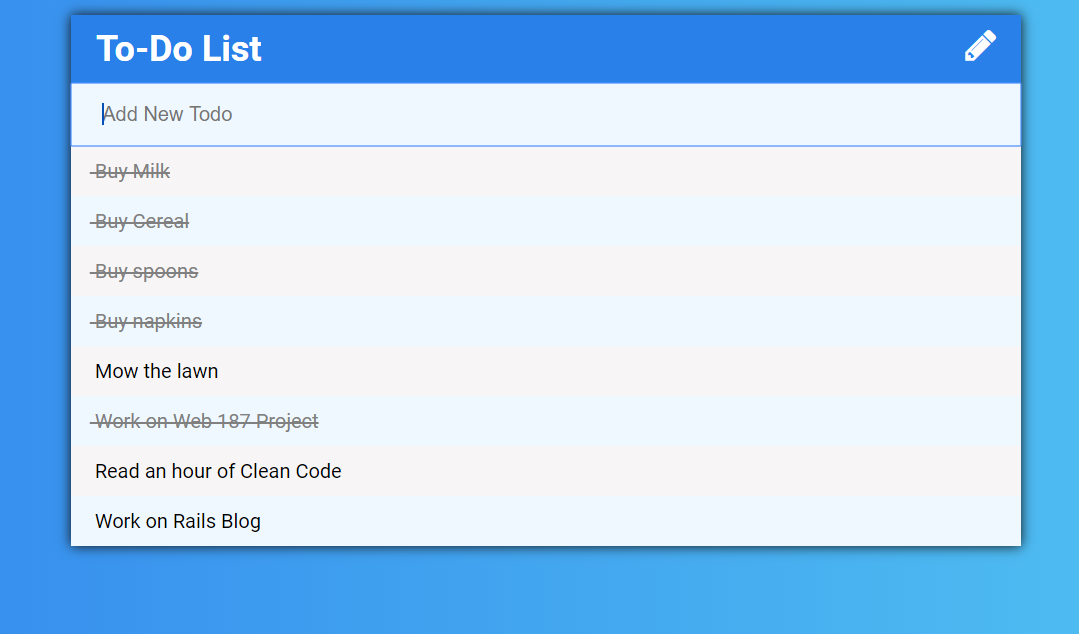 To-Do List
Add New Todo
Buy Milk
Buy Cereal
Buy spoons
Buy napkins
Mow the lawn
Work on Web 187 Project
Read an hour of Clean Code
Work on Rails Blog